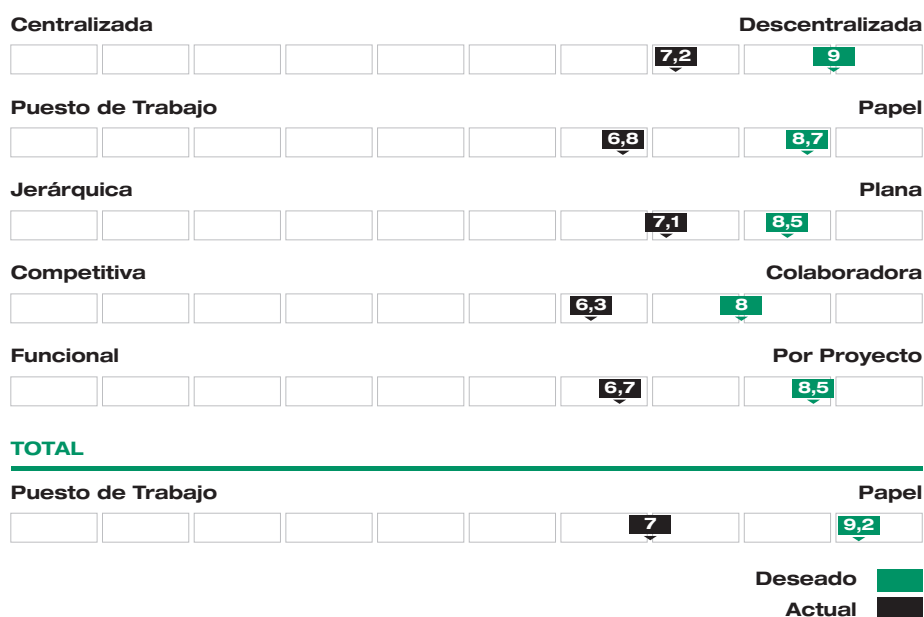 Centralizada Descentralizada
7,2 9
Puesto de Trabajo Papel
6,8 8,7
Jerárquica Plana
7,1 8,5
Competitiva Colaboradora
6,3 8
Funcional Por Proyecto
6,7 8,5
TOTAL
Puesto de Trabajo Papel
7 9,2
Deseado
Actual